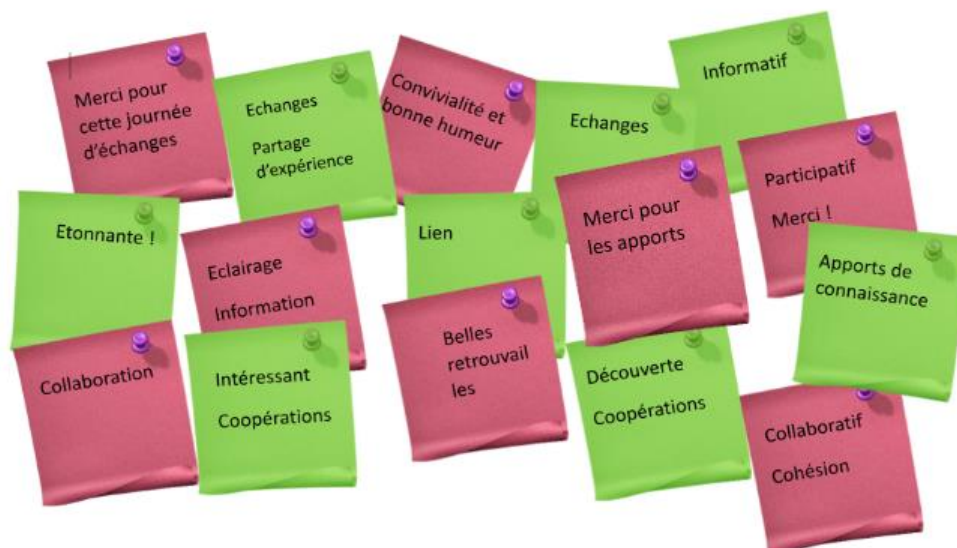 Merci pour
cette journée
d'échanges
Echanges
Partage
d'expérience
Convivialité et
bonne humeur
Echanges
Informatif
Etonnante !
Eclairage
Information
Lien
Merci pour
les apports
Participatif
Merci !
Apports de
connaissance
Collaboration
Intéressant
Coopérations
Belles
retrouvail
les
Découverte
Coopérations
Collaboratif
Cohésion